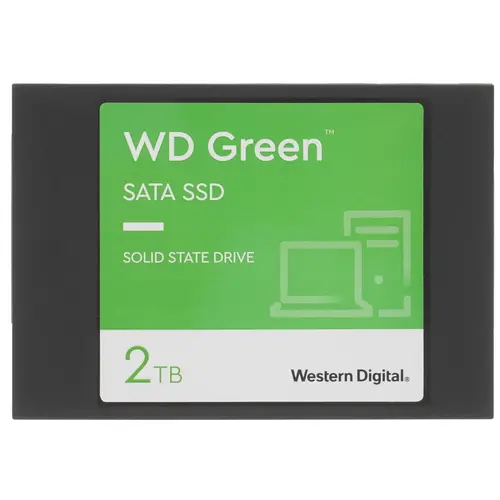 WD Green™
SATA SSD
SOLID STATE DRIVE
2TB
Western Digital®